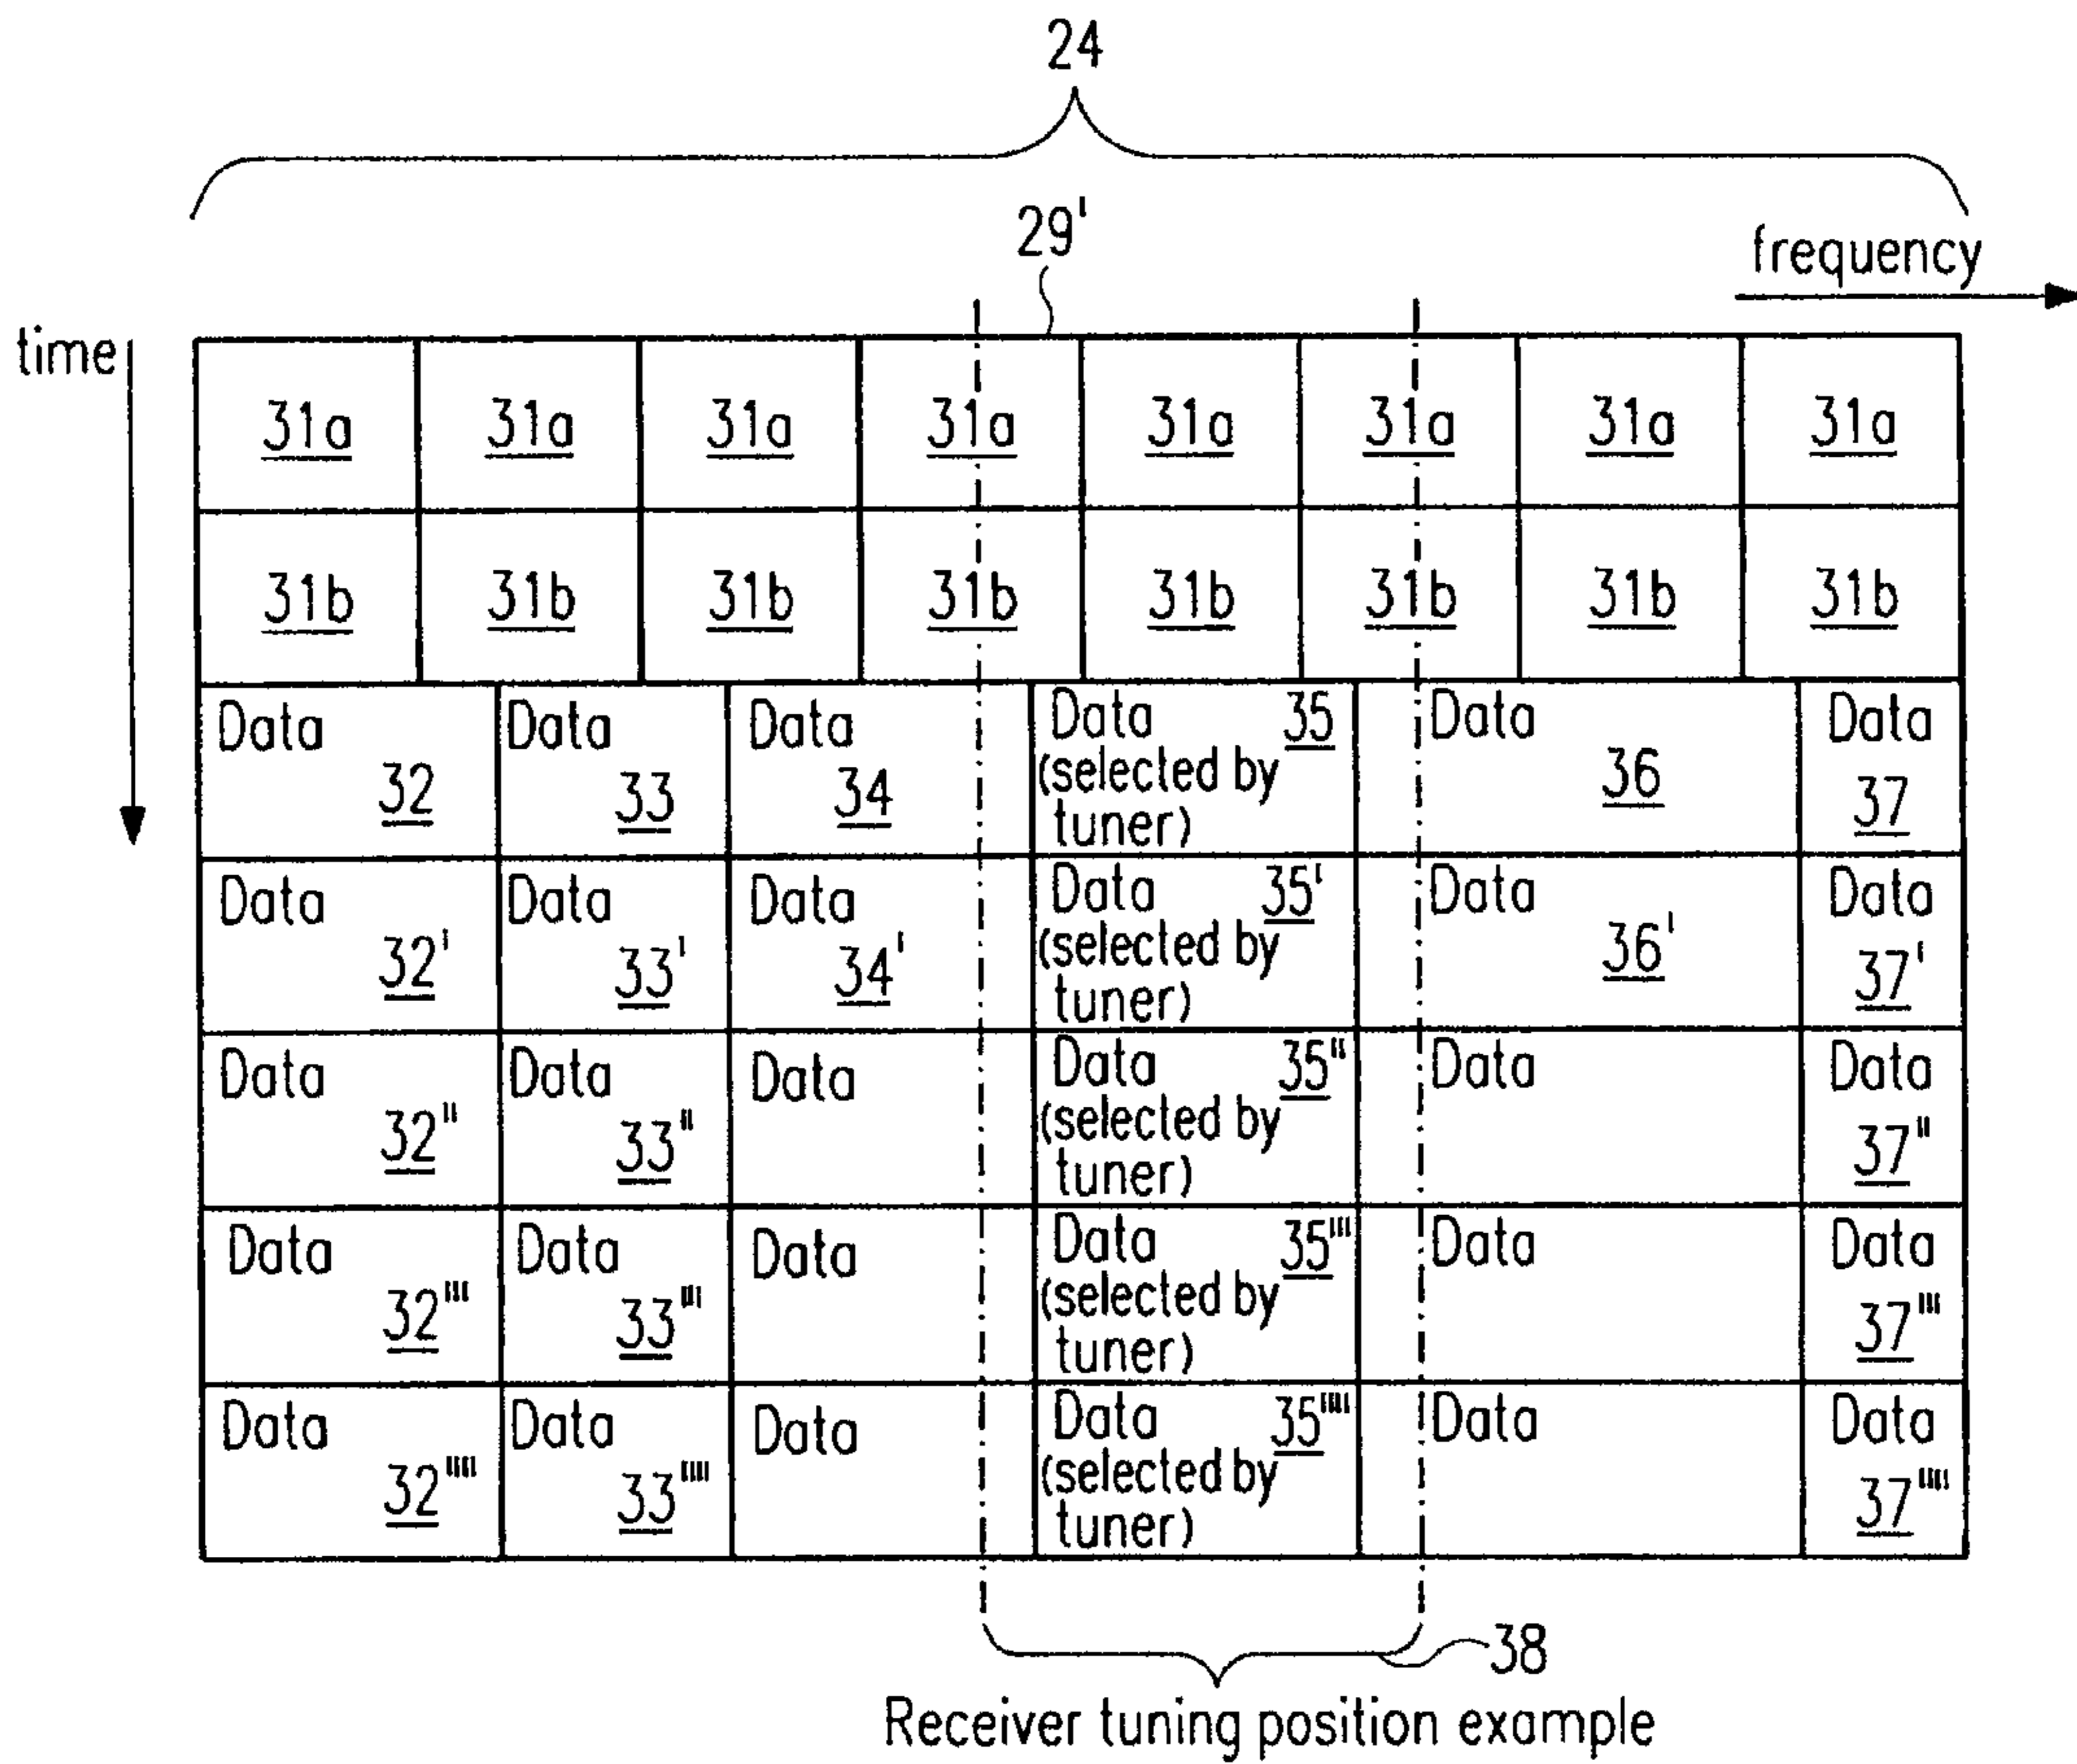 24
29'
frequency
time
31a 31a 31a 31a 31a 31a 31a 31a
31b 31b 31b 31b 31b 31b 31b 31b
Data 32 Data 33 Data 34 Data 35 (selected by tuner) Data 36 Data 37
Data 32' Data 33' Data 34' Data 35' (selected by tuner) Data 36' Data 37'
Data 32'' Data 33'' Data Data 35'' (selected by tuner) Data Data 37''
Data 32''' Data 33''' Data Data 35''' (selected by tuner) Data Data 37'''
Data 32'''' Data 33'''' Data Data 35'''' (selected by tuner) Data Data 37''''
38
Receiver tuning position example